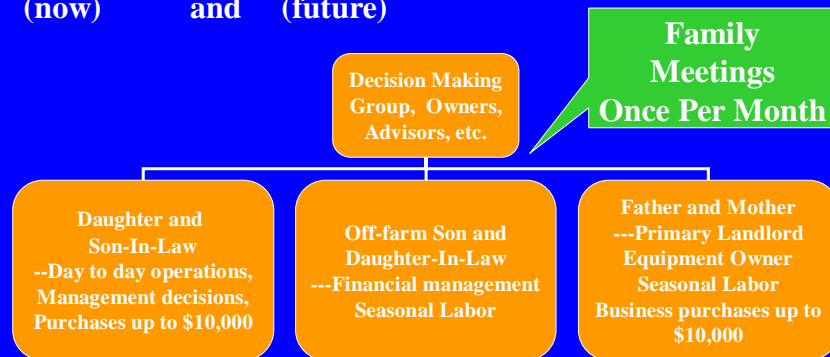 (now) and (future)
Family
Meetings
Once Per Month
Decision Making
Group, Owners,
Advisors, etc.
Daughter and
Son-In-Law
--Day to day operations,
Management decisions,
Purchases up to $10,000
Off-farm Son and
Daughter-In-Law
---Financial management
Seasonal Labor
Father and Mother
---Primary Landlord
Equipment Owner
Seasonal Labor
Business purchases up to
$10,000